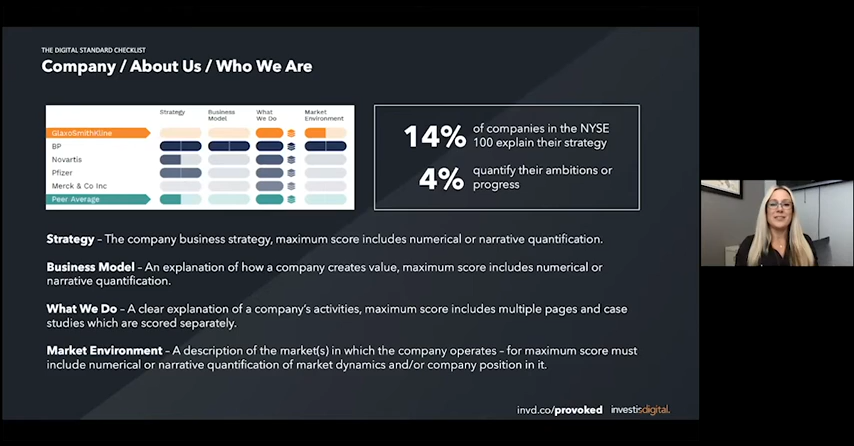 THE DIGITAL STANDARD CHECKLIST
Company / About Us / Who We Are
Strategy Business Model What We Do Market Environment
GlaxoSmithKline
BP
Novartis
Pfizer
Merck & Co Inc
Peer Average
14% of companies in the NYSE
100 explain their strategy
4% quantify their ambitions or
progress
Strategy – The company business strategy, maximum score includes numerical or narrative quantification.
Business Model – An explanation of how a company creates value, maximum score includes numerical or
narrative quantification.
What We Do – A clear explanation of a company's activities, maximum score includes multiple pages and case
studies which are scored separately.
Market Environment – A description of the market(s) in which the company operates – for maximum score must
include numerical or narrative quantification of market dynamics and/or company position in it.
invd.co/provoked investisdigital.